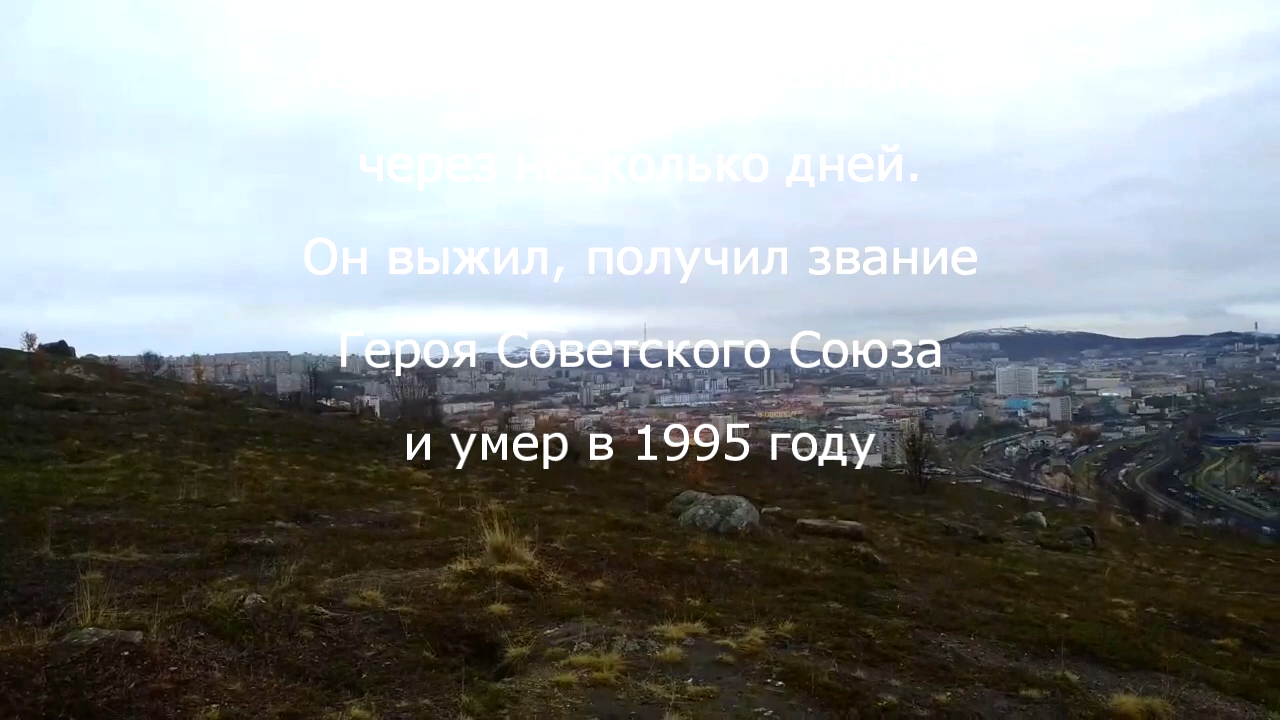 через несколько дней.
Он выжил, получил звание
Героя Советского Союза
и умер в 1995 году